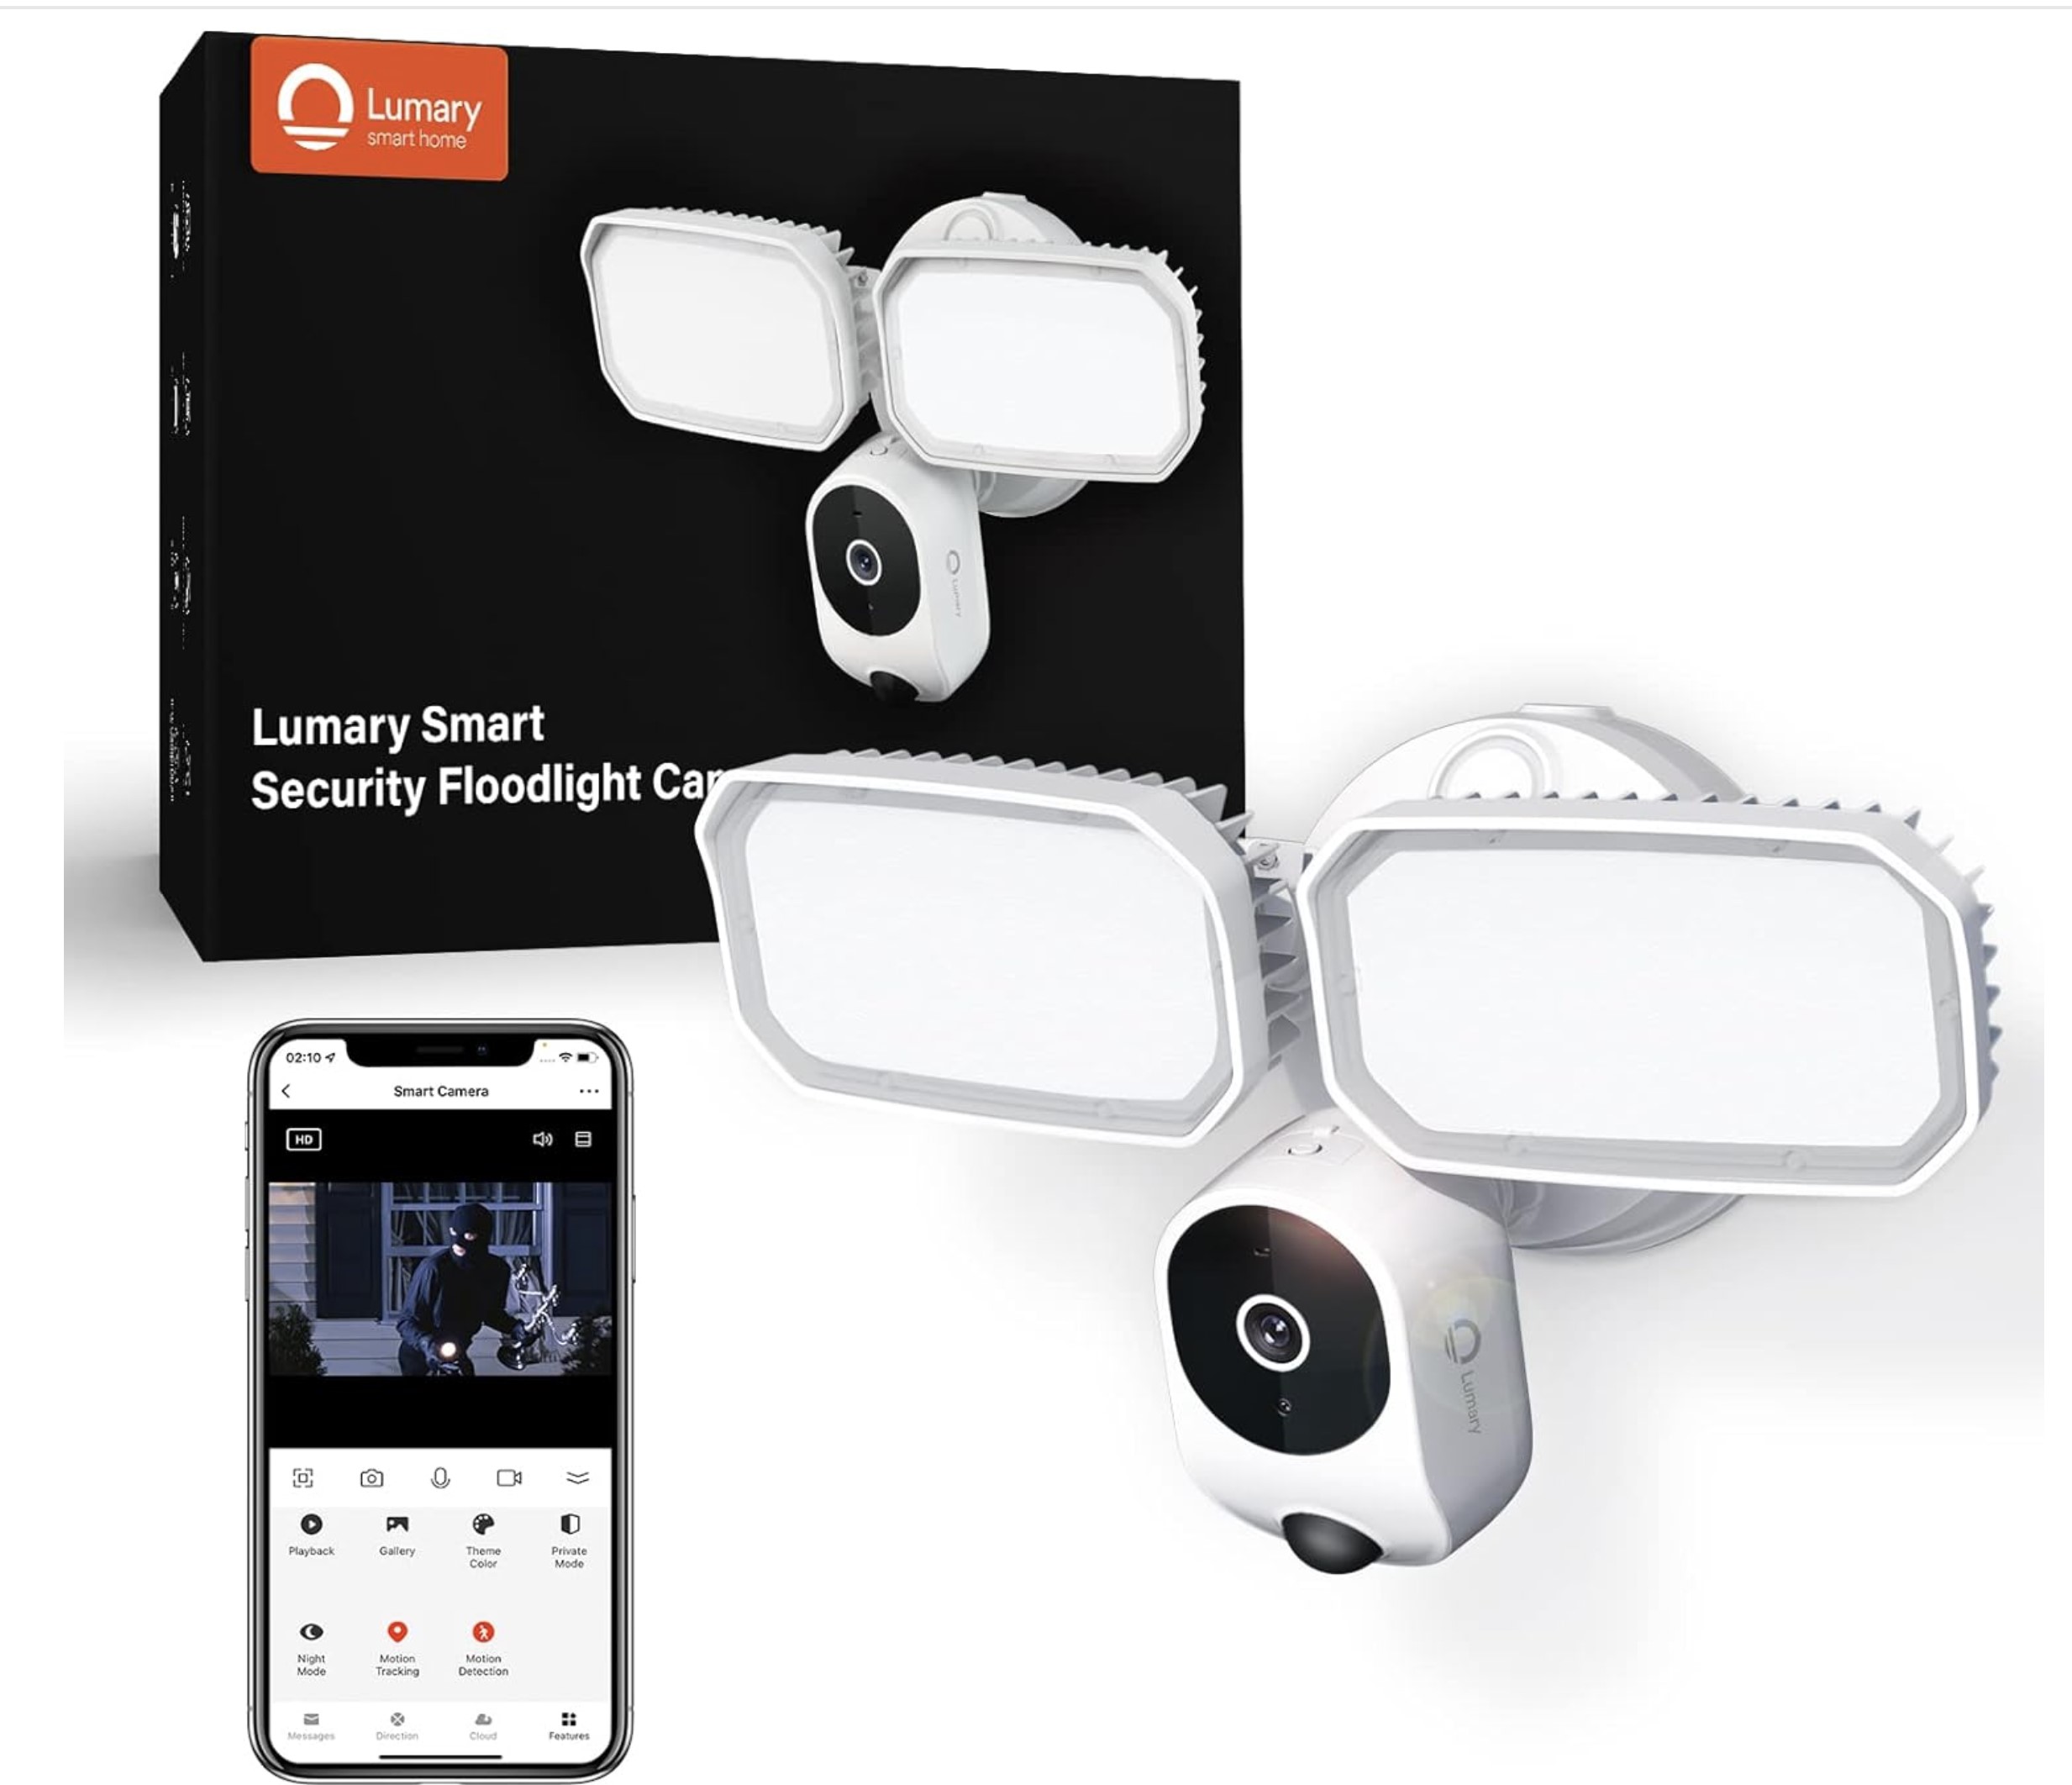 Lumary
smart home
Lumary Smart
Security Floodlight
Lumary
Lumary
02:10
Smart Camera
HD
Playback
Gallery
Theme
Color
Private
Mode
Night
Mode
Motion
Tracking
Motion
Detection
Messages
Direction
Cloud
Features